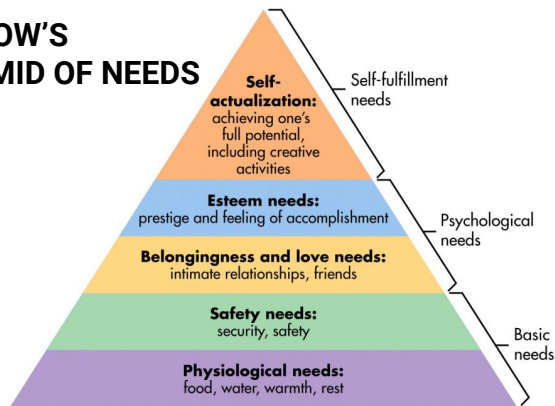 OW'S
MID OF NEEDS
Self-
actualization:
achieving one's
full potential,
including creative
activities
Self-fulfillment
needs
Esteem needs:
prestige and feeling of accomplishment
Psychological
needs
Belongingness and love needs:
intimate relationships, friends
Safety needs:
security, safety
Basic
needs
Physiological needs:
food, water, warmth, rest